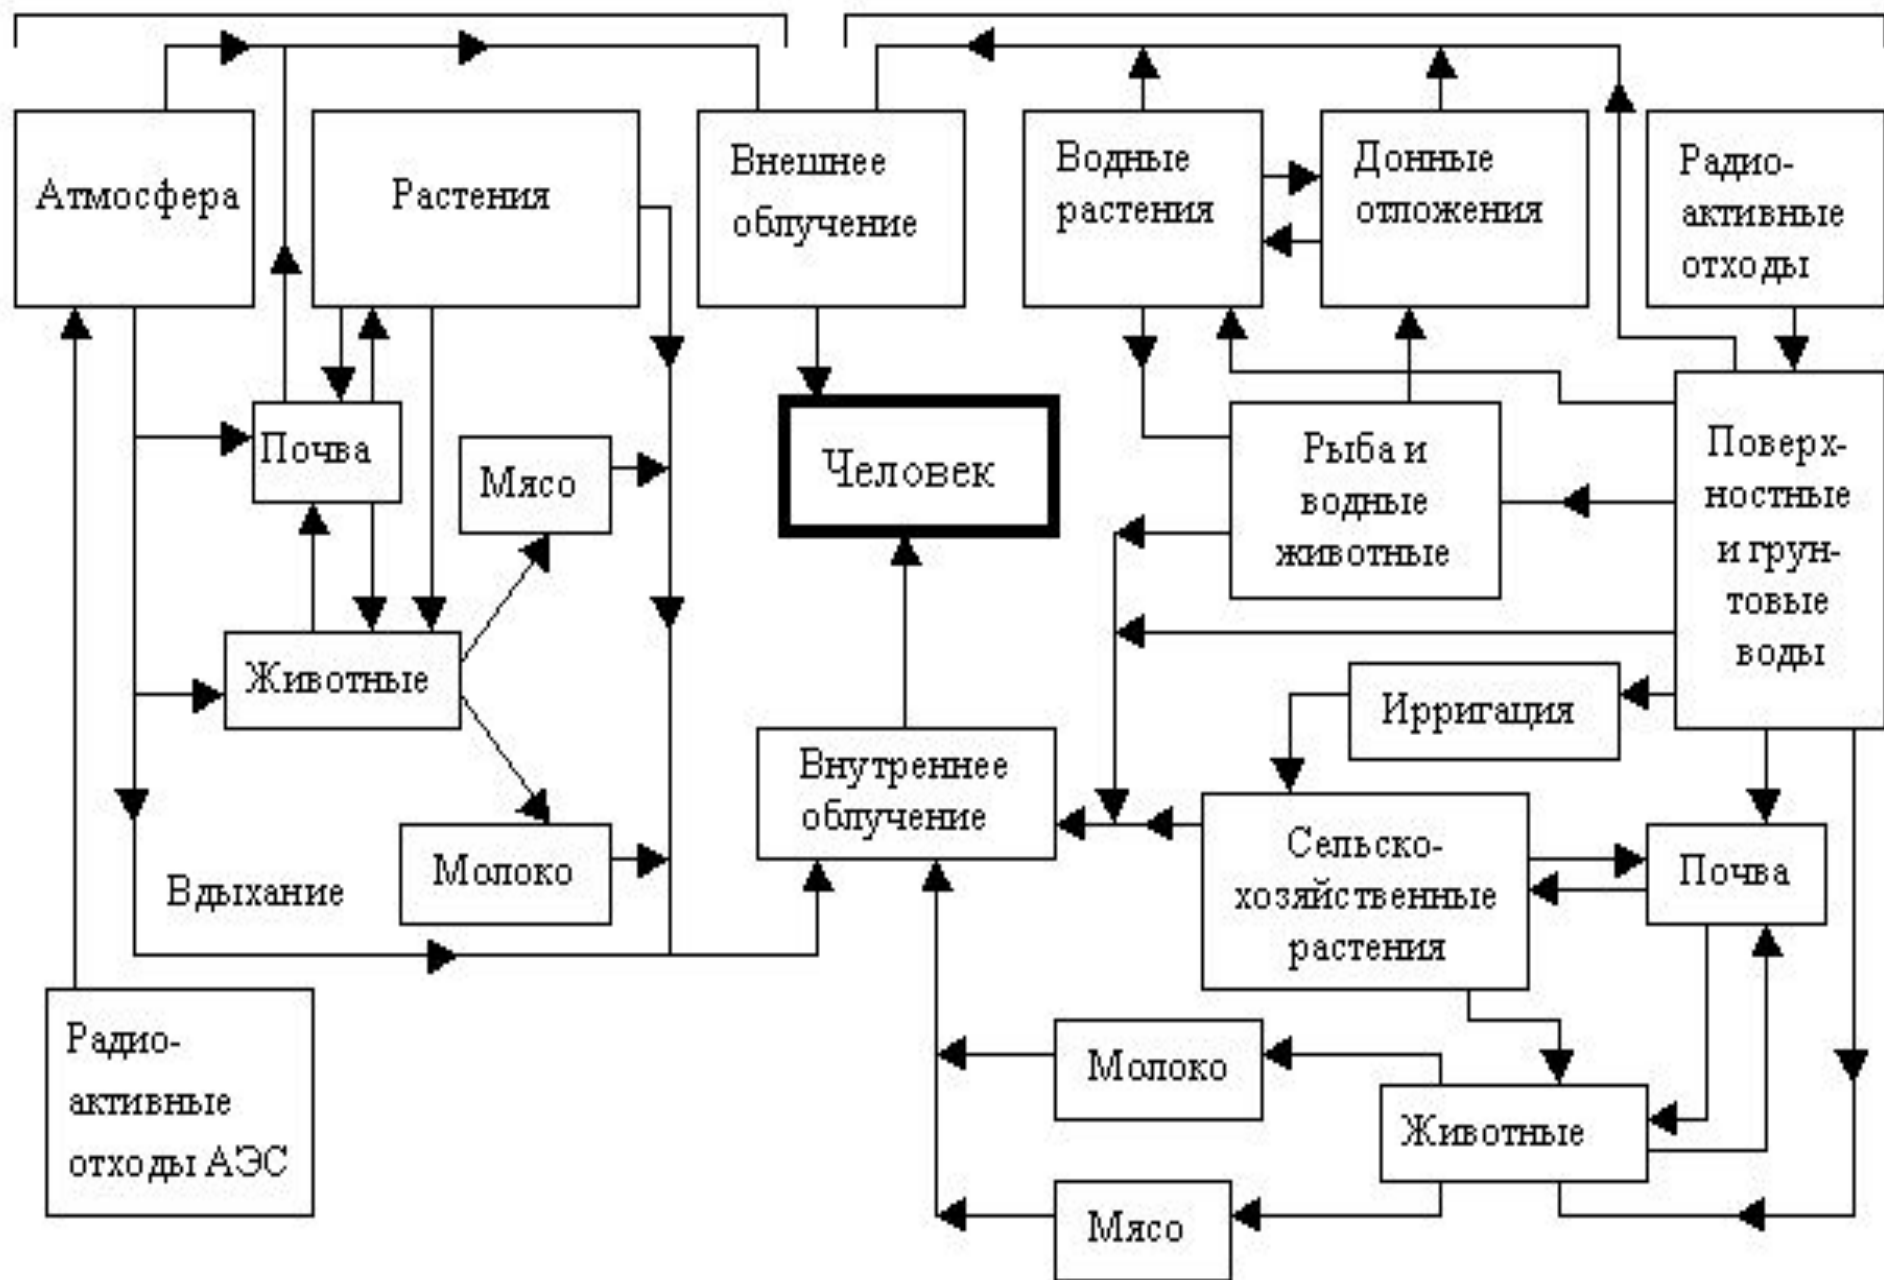 Атмосфера
Растения
Внешнее
облучение
Водные
растения
Донные
отложения
Радио-
активные
отходы
Почва
Мясо
Человек
Рыба и
водные
животные
Поверх-
ностные
и грун-
товые
воды
Животные
Ирригация
Внутреннее
облучение
Молоко
Вдыхание
Сельско-
хозяйственные
растения
Почва
Радио-
активные
отходы АЭС
Молоко
Животные
Мясо